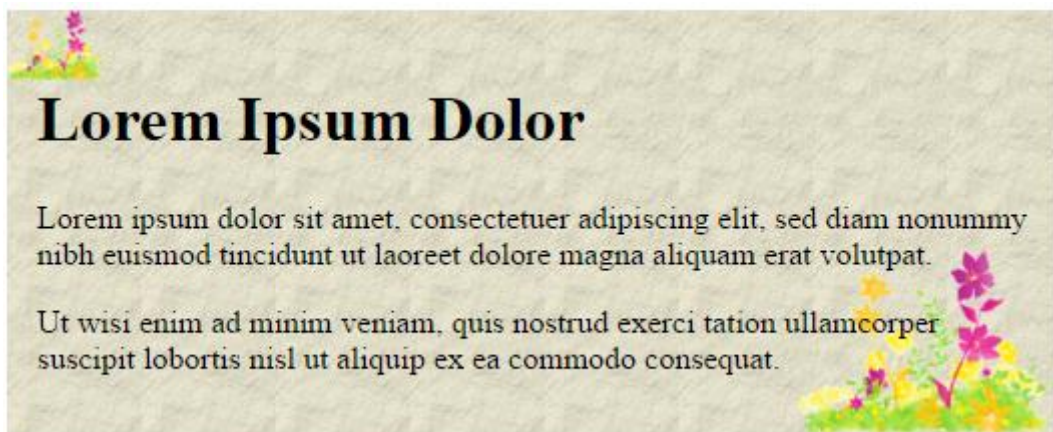 Lorem Ipsum Dolor
Lorem ipsum dolor sit amet, consectetuer adipiscing elit, sed diam nonummy
nibh euismod tincidunt ut laoreet dolore magna aliquam erat volutpat.
Ut wisi enim ad minim veniam, quis nostrud exerci tation ullamcorper
suscipit lobortis nisl ut aliquip ex ea commodo consequat.